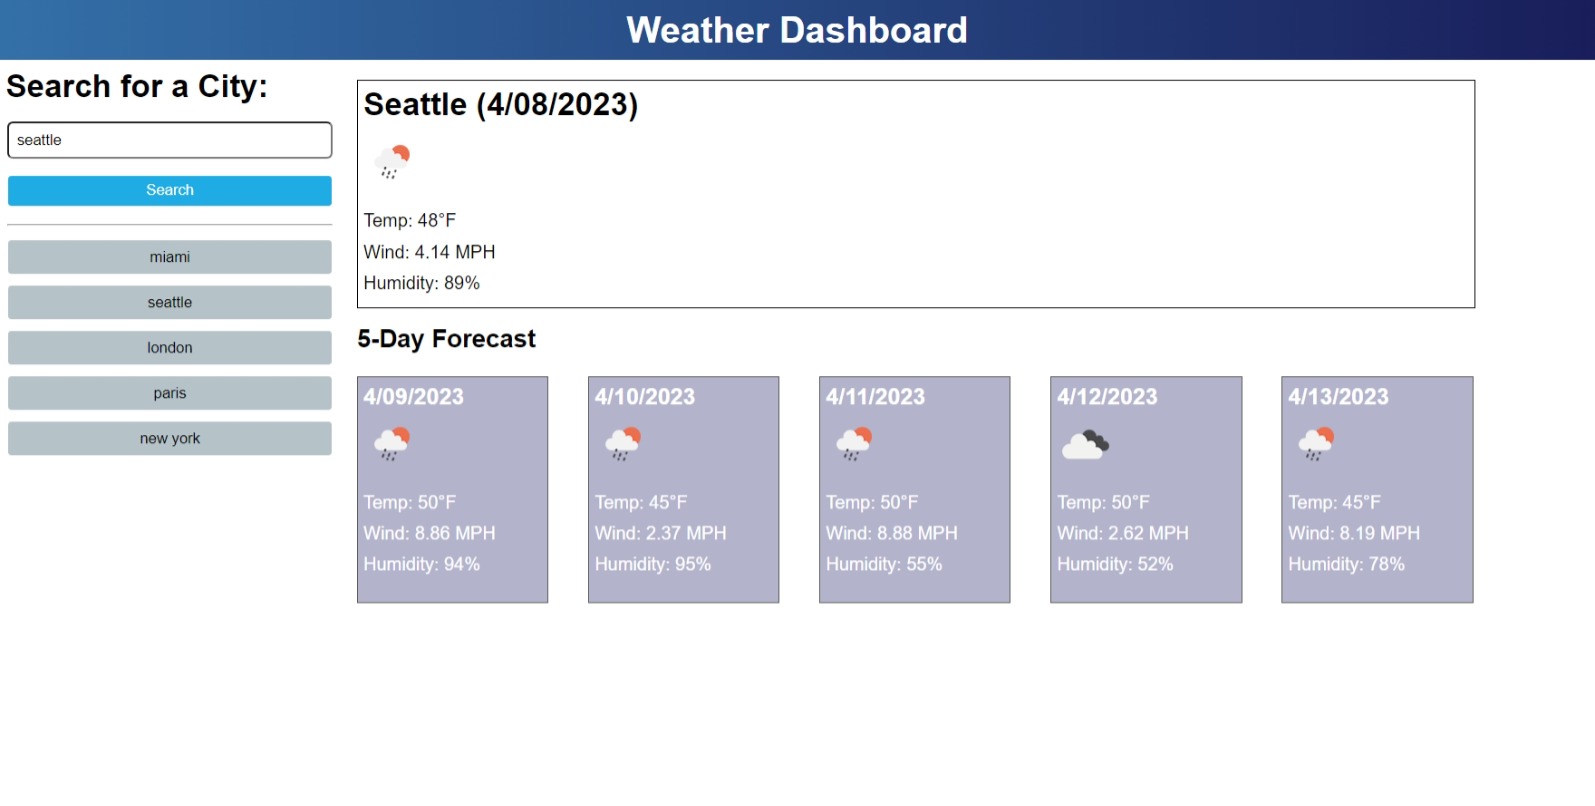 Weather Dashboard
Search for a City:
seattle
Search
miami
seattle
london
paris
new york
Seattle (4/08/2023)
Temp: 48°F
Wind: 4.14 MPH
Humidity: 89%
5-Day Forecast
4/09/2023
Temp: 50°F
Wind: 8.86 MPH
Humidity: 94%
4/10/2023
Temp: 45°F
Wind: 2.37 MPH
Humidity: 95%
4/11/2023
Temp: 50°F
Wind: 8.88 MPH
Humidity: 55%
4/12/2023
Temp: 50°F
Wind: 2.62 MPH
Humidity: 52%
4/13/2023
Temp: 45°F
Wind: 8.19 MPH
Humidity: 78%